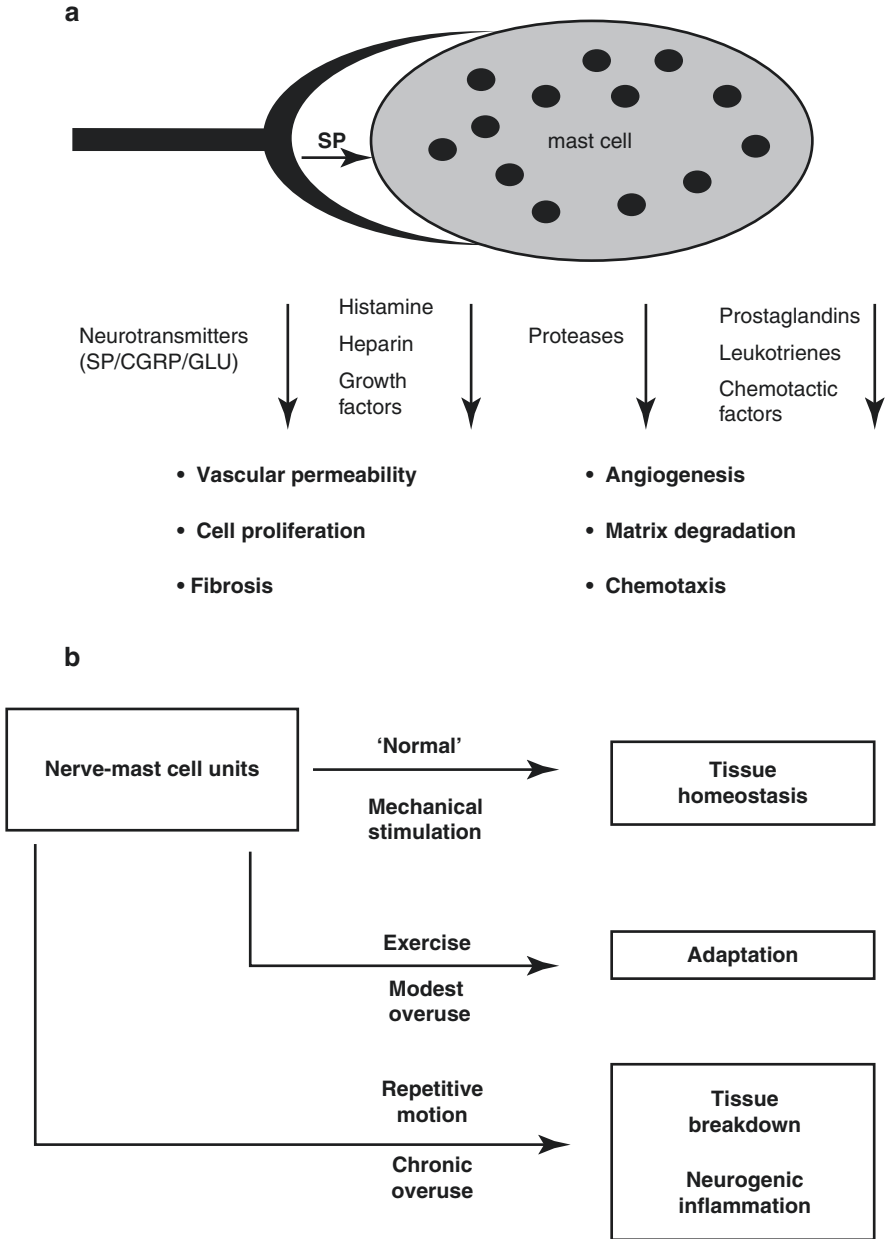 a
SP
mast cell
Neurotransmitters
(SP/CGRP/GLU)
Histamine
Heparin
Growth
factors
Proteases
Prostaglandins
Leukotrienes
Chemotactic
factors
• Vascular permeability
• Cell proliferation
• Fibrosis
• Angiogenesis
• Matrix degradation
• Chemotaxis
b
Nerve-mast cell units
‘Normal’
Mechanical
stimulation
Tissue
homeostasis
Exercise
Modest
overuse
Adaptation
Repetitive
motion
Chronic
overuse
Tissue
breakdown
Neurogenic
inflammation